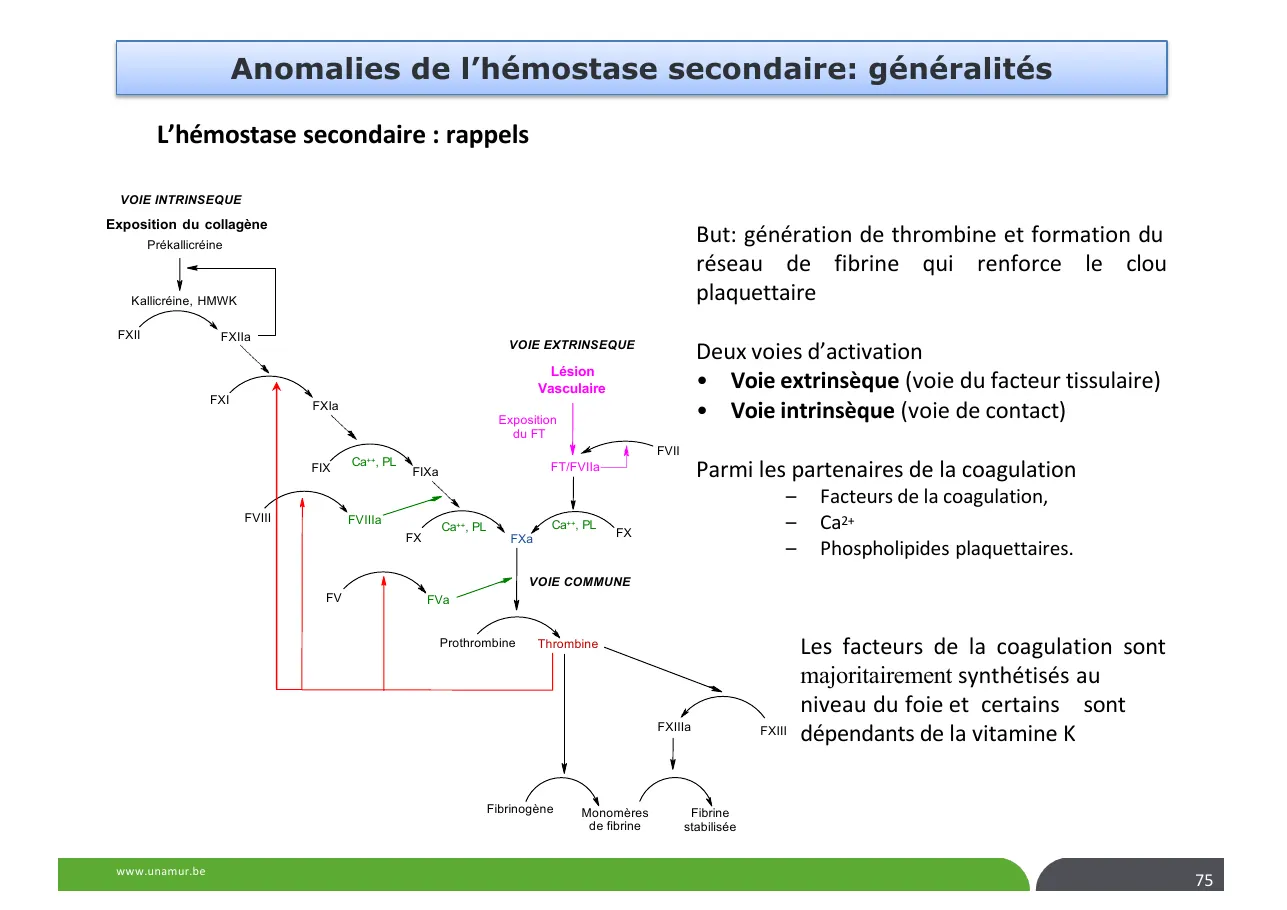 Anomalies de l’hémostase secondaire: généralités
L’hémostase secondaire : rappels
VOIE INTRINSEQUE
Exposition du collagène
Prékallicréine
Kallicréine, HMWK
FXII
FXIIa
FXI
FXIa
FIX
Ca++, PL
FIXa
FVIII
FVIIIa
FX
Ca++, PL
FXa
VOIE EXTRINSEQUE
Lésion
Vasculaire
Exposition
du FT
FVII
FT/FVIIa
Ca++, PL
FX
FV
FVa
VOIE COMMUNE
Prothrombine
Thrombine
FXIIIa
FXIII
Fibrinogène
Monomères
de fibrine
Fibrine
stabilisée
But: génération de thrombine et formation du
réseau de fibrine qui renforce le clou
plaquettaire
Deux voies d’activation
• Voie extrinsèque (voie du facteur tissulaire)
• Voie intrinsèque (voie de contact)
Parmi les partenaires de la coagulation
– Facteurs de la coagulation,
– Ca2+
– Phospholipides plaquettaires.
Les facteurs de la coagulation sont
majoritairement synthétisés au
niveau du foie et certains sont
dépendants de la vitamine K
www.unamur.be
75